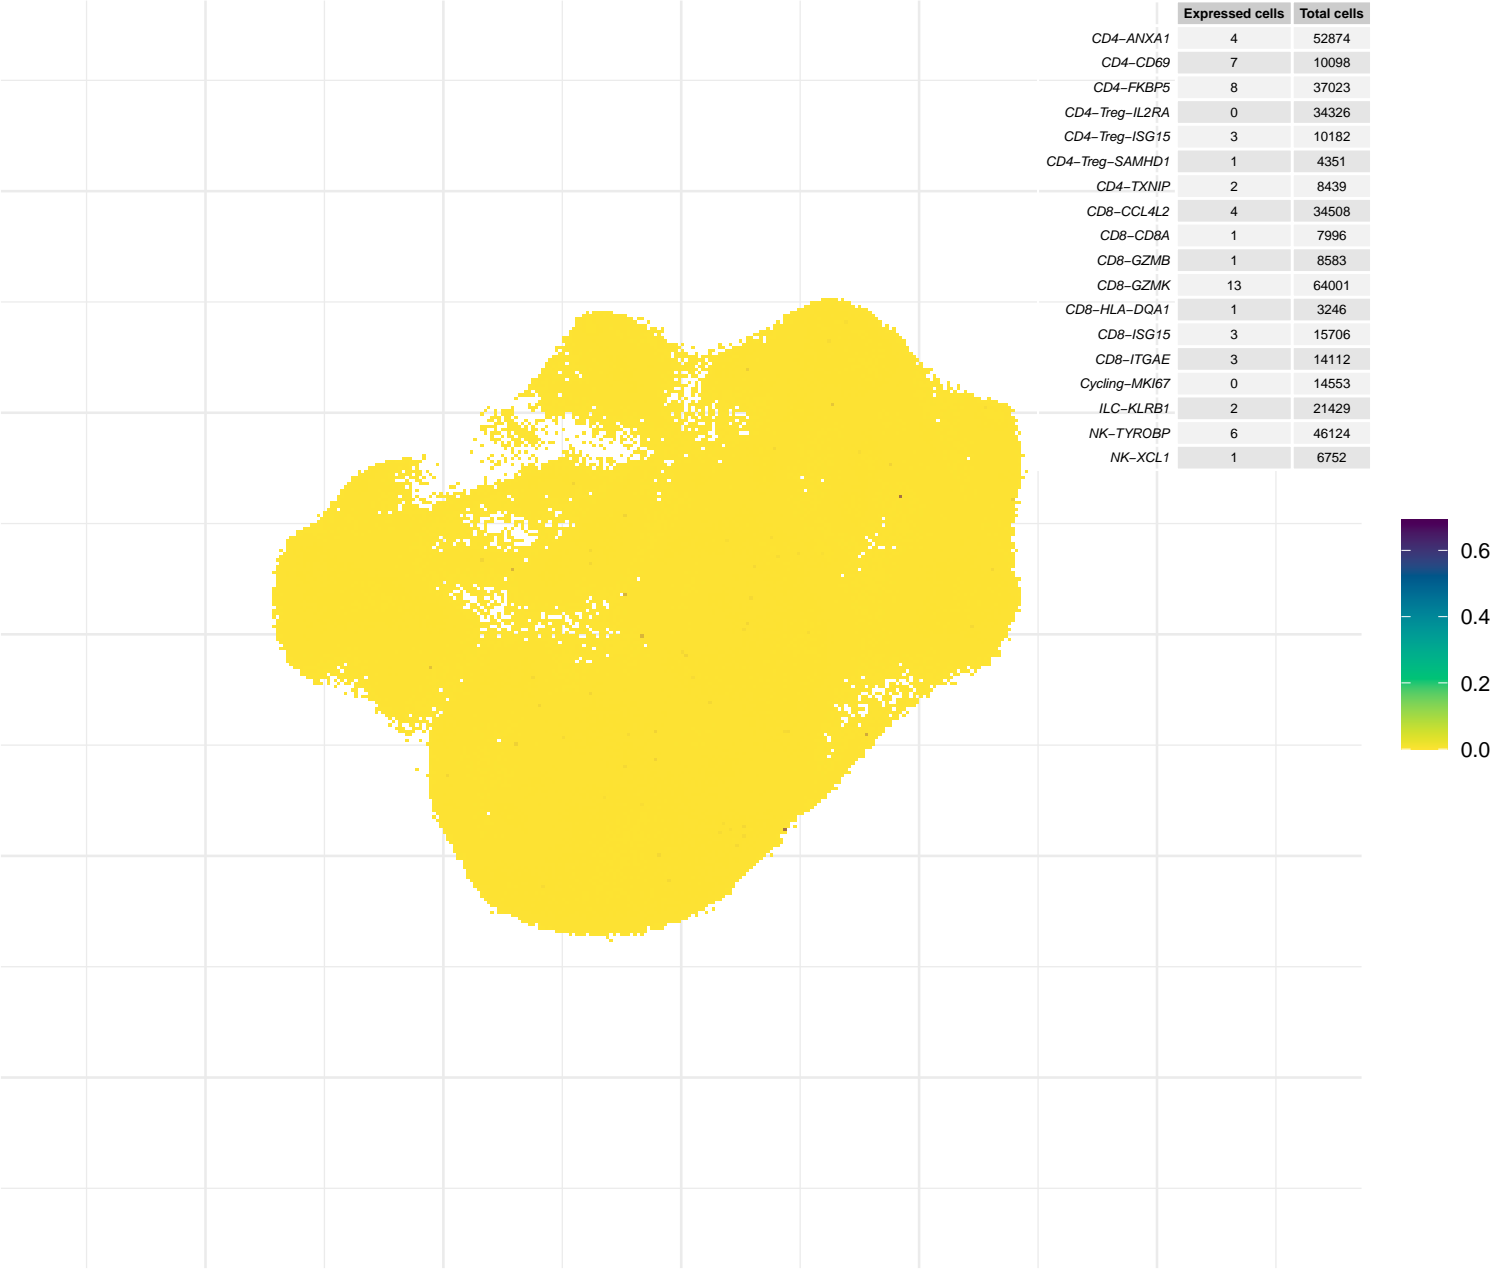 Expressed cells Total cells
CD4−ANXA1 4 52874
CD4−CD69 7 10098
CD4−FKBP5 8 37023
CD4−Treg−IL2RA 0 34326
CD4−Treg−ISG15 3 10182
CD4−Treg−SAMHD1 1 4351
CD4−TXNIP 2 8439
CD8−CCL4L2 4 34508
CD8−CD8A 1 7996
CD8−GZMB 1 8583
CD8−GZMK 13 64001
CD8−HLA−DQA1 1 3246
CD8−ISG15 3 15706
CD8−ITGAE 3 14112
Cycling−MKI67 0 14553
ILC−KLRB1 2 21429
NK−TYROBP 6 46124
NK−XCL1 1 6752
0.6
0.4
0.2
0.0